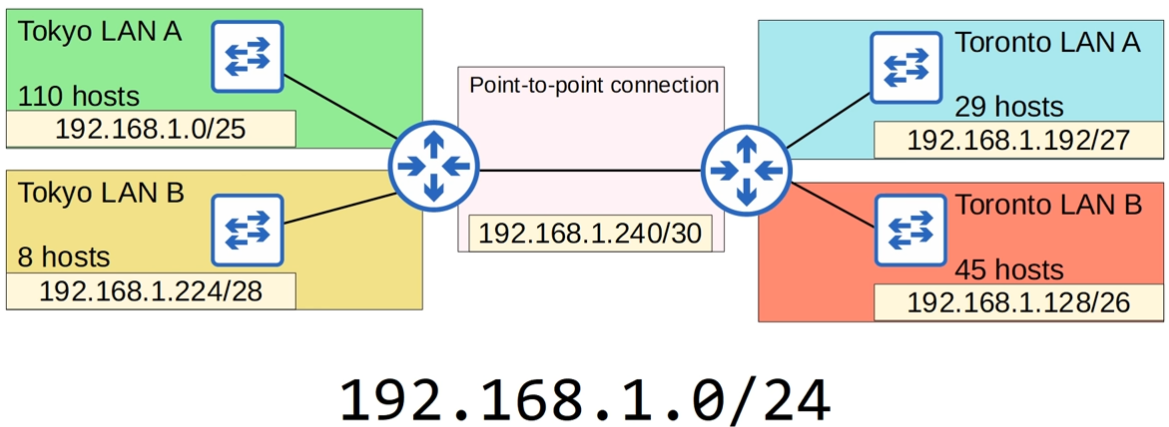 Tokyo LAN A
110 hosts
192.168.1.0/25
Tokyo LAN B
8 hosts
192.168.1.224/28
Point-to-point connection
192.168.1.240/30
Toronto LAN A
29 hosts
192.168.1.192/27
Toronto LAN B
45 hosts
192.168.1.128/26
192.168.1.0/24